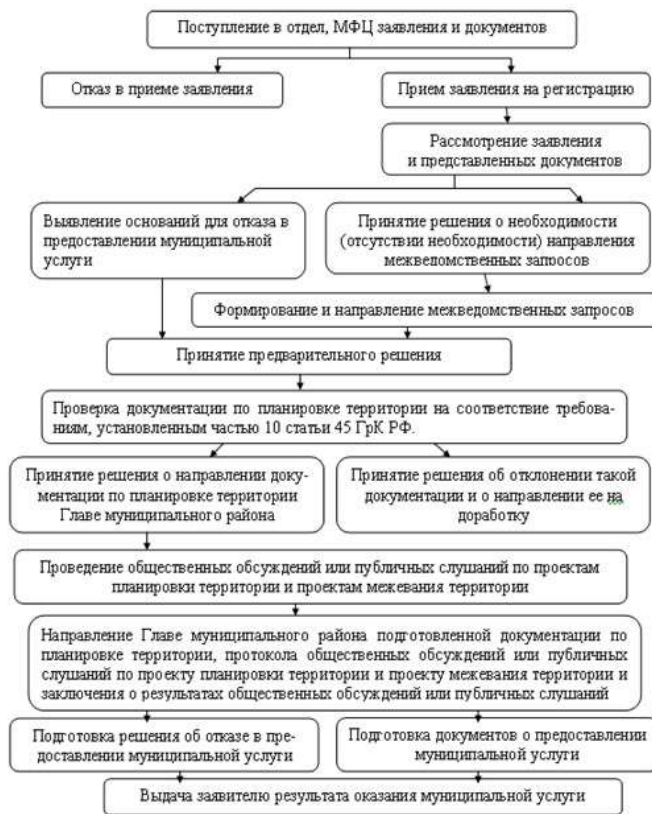 Поступление в отдел, МФЦ заявления и документов
Отказ в приеме заявления
Прием заявления на регистрацию
Рассмотрение заявления
и представленных документов
Выявление оснований для отказа в
предоставлении муниципальной
услуги
Принятие решения о необходимости
(отсутствии необходимости) направления
межведомственных запросов
Формирование и направление межведомственных запросов
Принятие предварительного решения
Проверка документации по планировке территории на соответствие требова-
ниям, установленным частью 10 статьи 45 ГрК РФ.
Принятие решения о направлении доку-
ментации по планировке территории
Главе муниципального района
Принятие решения об отклонении такой
документации и о направлении ее на
доработку
Проведение общественных обсуждений или публичных слушаний по проектам
планировки территории и проектам межевания территории
Направление Главе муниципального района подготовленной документации по
планировке территории, протокола общественных обсуждений или публичных
слушаний по проекту планировки территории и проекту межевания территории и
заключения о результатах общественных обсуждений или публичных слушаний
Подготовка решения об отказе в пре-
доставлении муниципальной услуги
Подготовка документов о предоставлении
муниципальной услуги
Выдача заявителю результата оказания муниципальной услуги